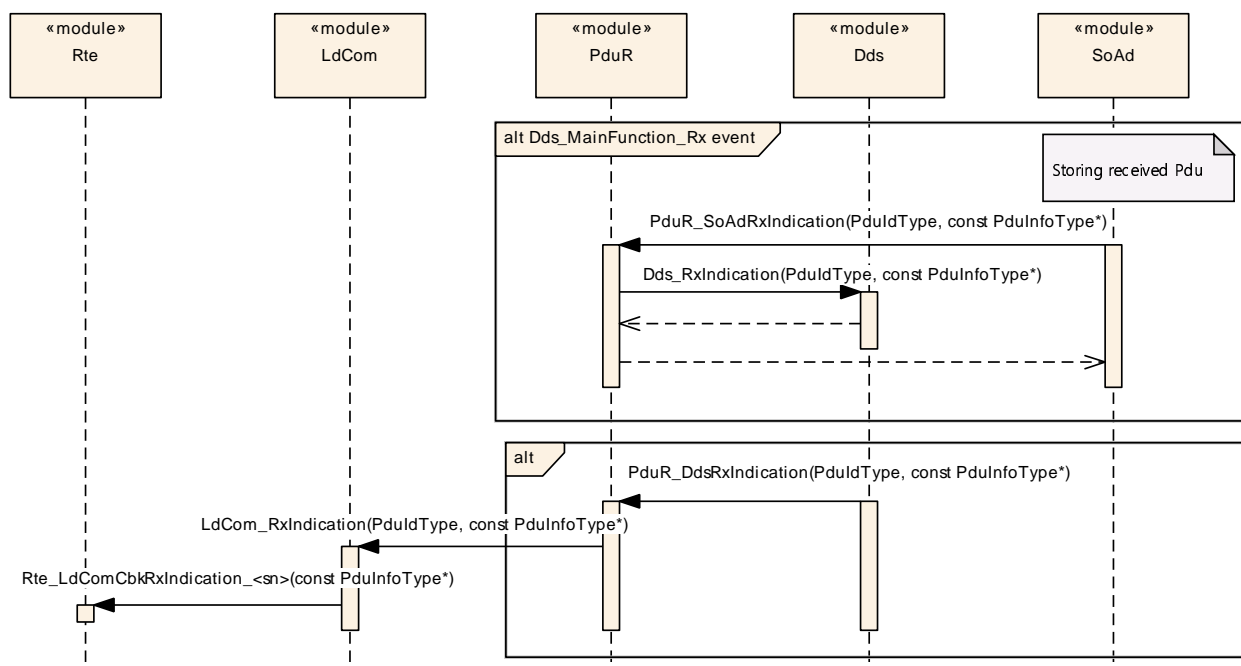 «module»
Rte
«module»
LdCom
«module»
PduR
«module»
Dds
«module»
SoAd
alt Dds_MainFunction_Rx event
Storing received Pdu
PduR_SoAdRxIndication(PduIdType, const PduInfoType*)
Dds_RxIndication(PduIdType, const PduInfoType*)
alt
PduR_DdsRxIndication(PduIdType, const PduInfoType*)
LdCom_RxIndication(PduIdType, const PduInfoType*)
Rte_LdComCbkRxIndication_<sn>(const PduInfoType*)